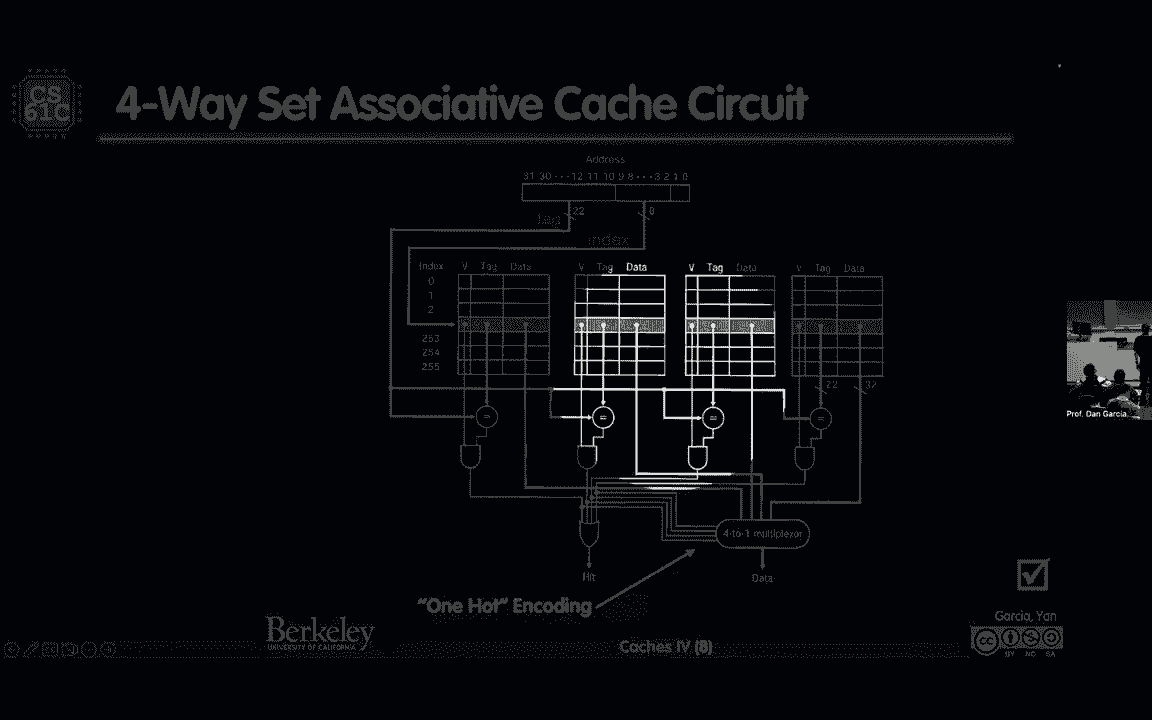 CS
61C
4-Way Set Associative Cache Circuit
Address
31 30 ··· 12 11 10 9 8 ··· 3 2 1 0
22
8
tag
index
Index V Tag Data V Tag Data V Tag Data V Tag Data
0
1
2
253
254
255
22 32
= = = =
4-to-1 multiplexor
Hit
Data
"One Hot" Encoding
Prof. Dan Garcia
Garcia, Yan
Berkeley
UNIVERSITY OF CALIFORNIA
Caches IV (8)
cc
BY NC SA